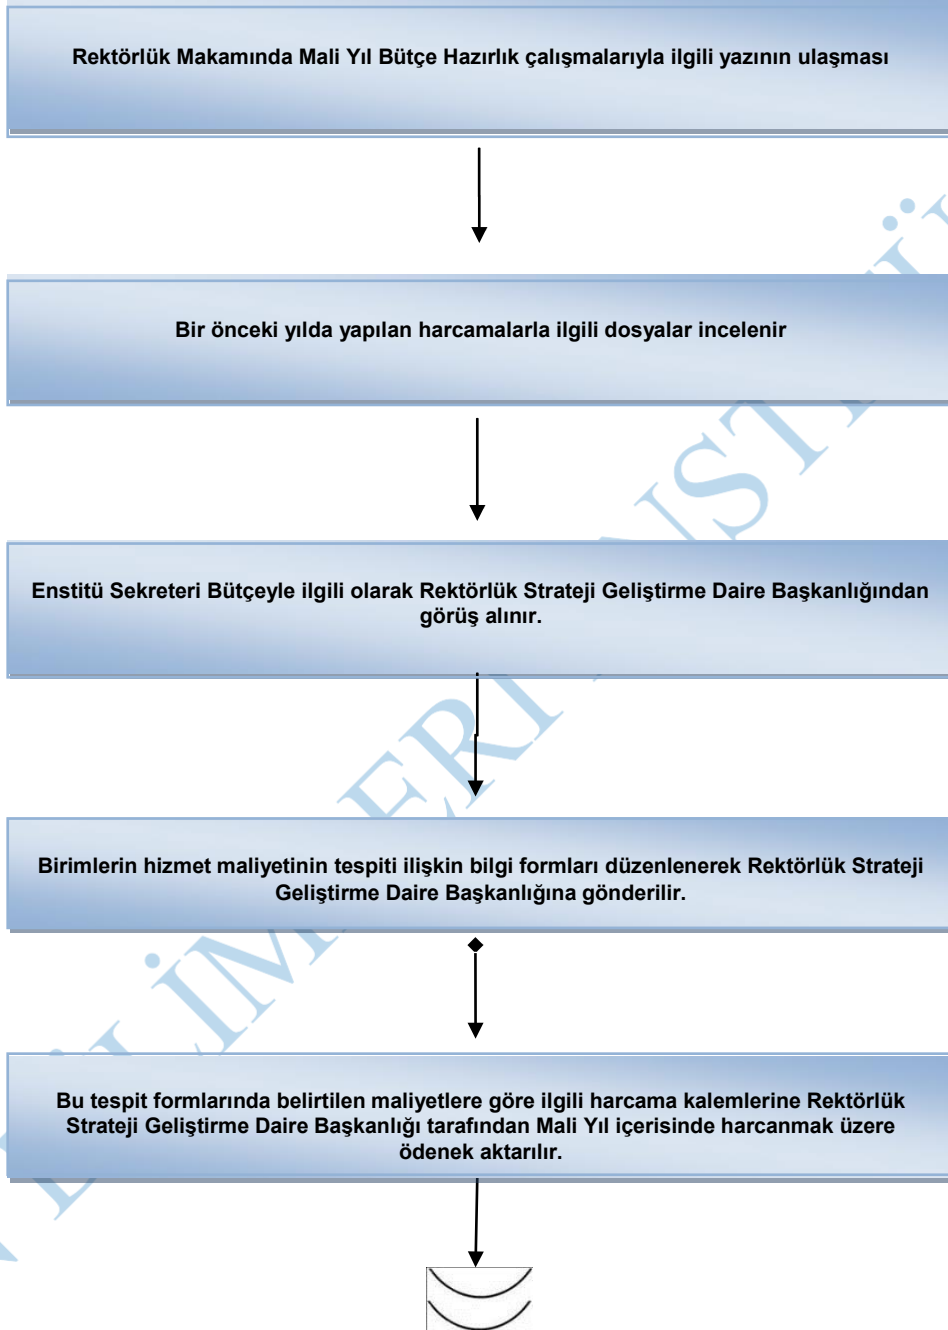 Rektörlük Makamında Mali Yıl Bütçe Hazırlık çalışmalarıyla ilgili yazının ulaşması
Bir önceki yılda yapılan harcamalarla ilgili dosyalar incelenir
Enstitü Sekreteri Bütçeyle ilgili olarak Rektörlük Strateji Geliştirme Daire Başkanlığından
görüş alınır.
Birimlerin hizmet maliyetinin tespiti ilişkin bilgi formları düzenlenerek Rektörlük Strateji
Geliştirme Daire Başkanlığına gönderilir.
Bu tespit formlarında belirtilen maliyetlere göre ilgili harcama kalemlerine Rektörlük
Strateji Geliştirme Daire Başkanlığı tarafından Mali Yıl içerisinde harcanmak üzere
ödenek aktarılır.